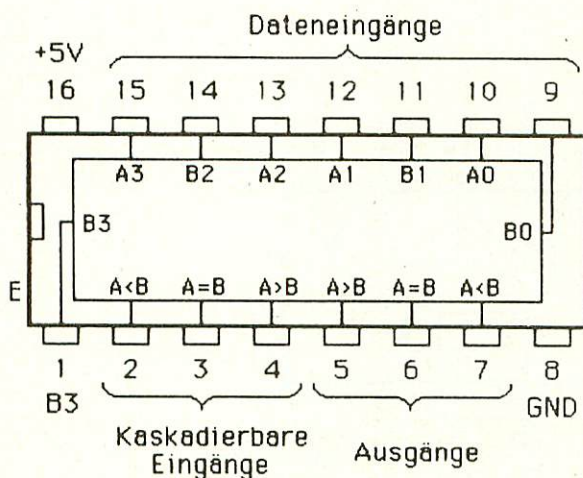 Dateneingänge
+5V
16 15 14 13 12 11 10 9
A3 B2 A2 A1 B1 A0
B3 B0
E A<B A=B A>B A>B A=B A<B
1 2 3 4 5 6 7 8
B3 GND
Kaskadierbare
Eingänge
Ausgänge